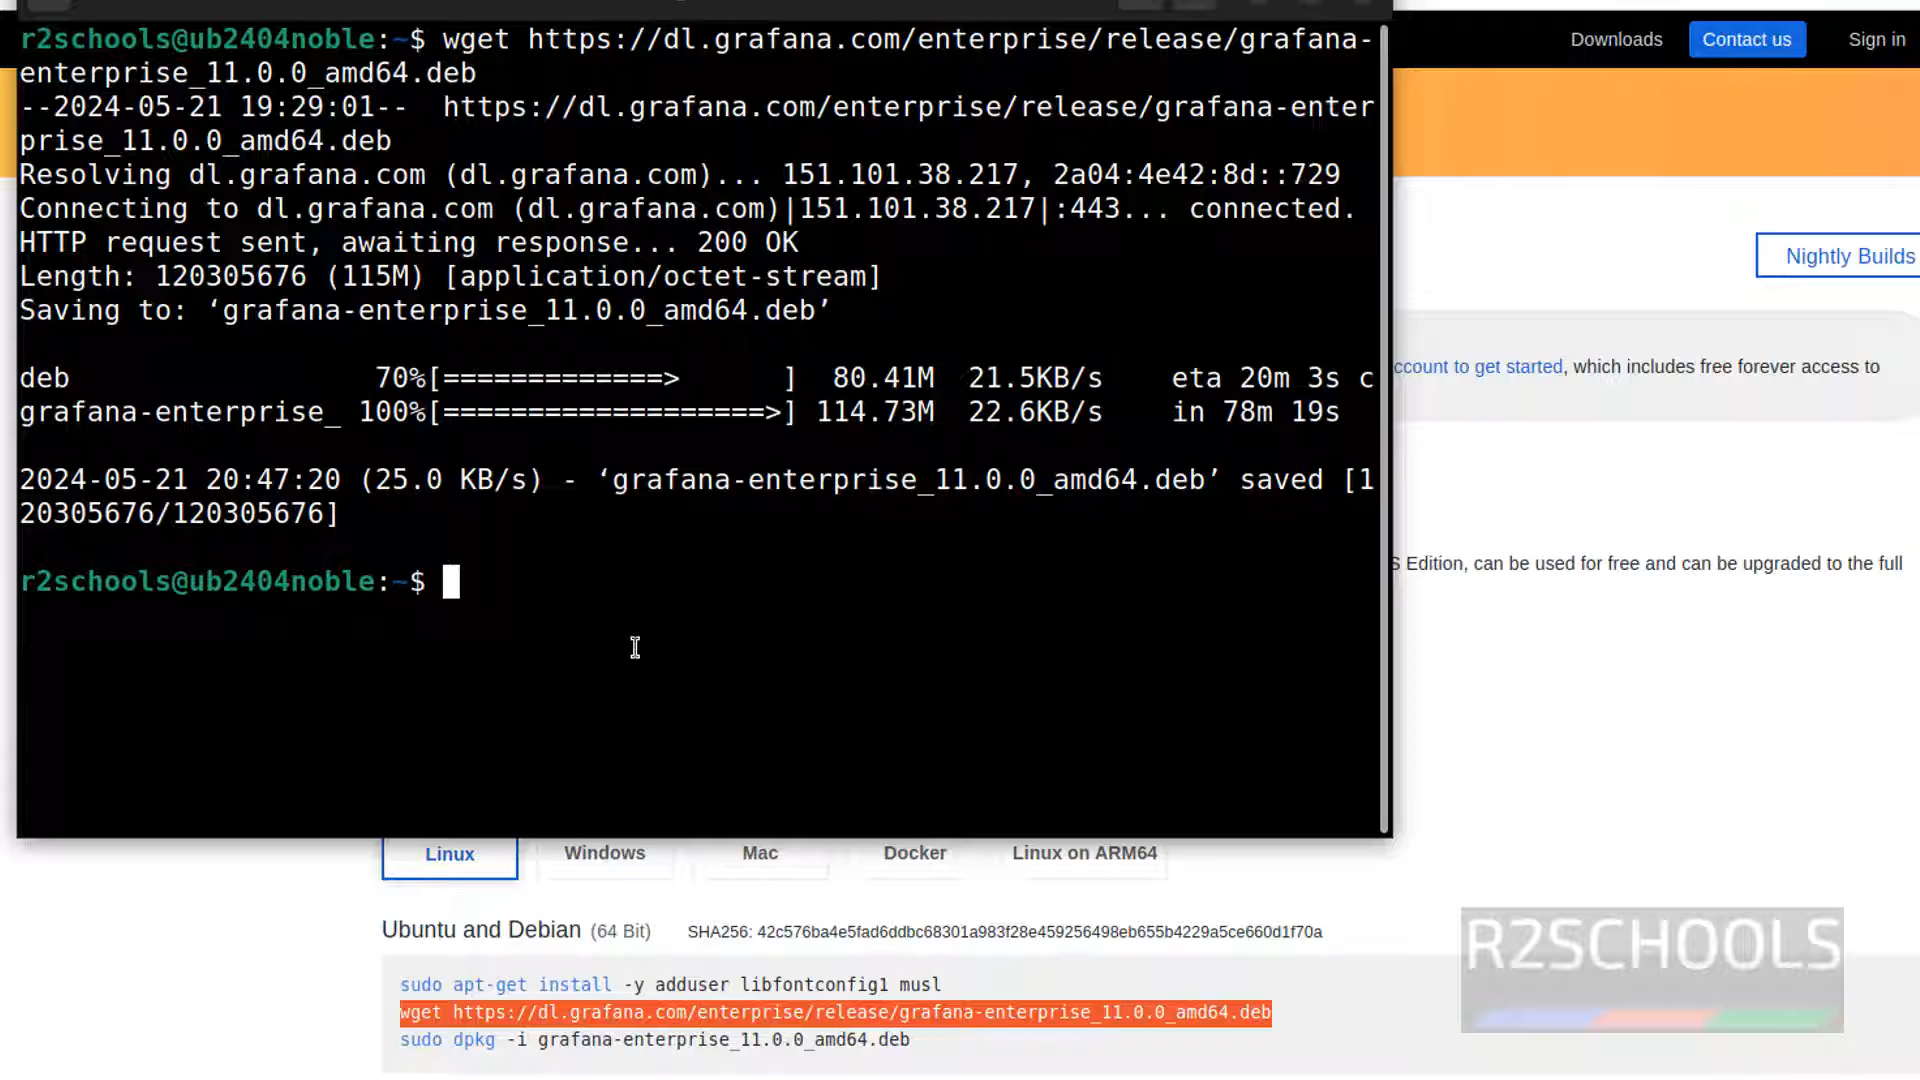 r2schools@ub2404noble:~$ wget https://dl.grafana.com/enterprise/release/grafana-
enterprise_11.0.0_amd64.deb
--2024-05-21 19:29:01--  https://dl.grafana.com/enterprise/release/grafana-enter
prise_11.0.0_amd64.deb
Resolving dl.grafana.com (dl.grafana.com)... 151.101.38.217, 2a04:4e42:8d::729
Connecting to dl.grafana.com (dl.grafana.com)|151.101.38.217|:443... connected.
HTTP request sent, awaiting response... 200 OK
Length: 120305676 (115M) [application/octet-stream]
Saving to: ‘grafana-enterprise_11.0.0_amd64.deb’
deb                  70%[=============>      ]  80.41M  21.5KB/s    eta 20m 3s c
grafana-enterprise_ 100%[===================>] 114.73M  22.6KB/s    in 78m 19s
2024-05-21 20:47:20 (25.0 KB/s) - ‘grafana-enterprise_11.0.0_amd64.deb’ saved [1
20305676/120305676]
r2schools@ub2404noble:~$
Downloads Contact us Sign in
Nightly Builds
ccount to get started, which includes free forever access to
S Edition, can be used for free and can be upgraded to the full
Linux Windows Mac Docker Linux on ARM64
Ubuntu and Debian (64 Bit) SHA256: 42c576ba4e5fad6ddbc68301a983f28e459256498eb655b4229a5ce660d1f70a
sudo apt-get install -y adduser libfontconfig1 musl
wget https://dl.grafana.com/enterprise/release/grafana-enterprise_11.0.0_amd64.deb
sudo dpkg -i grafana-enterprise_11.0.0_amd64.deb
R2SCHOOLS